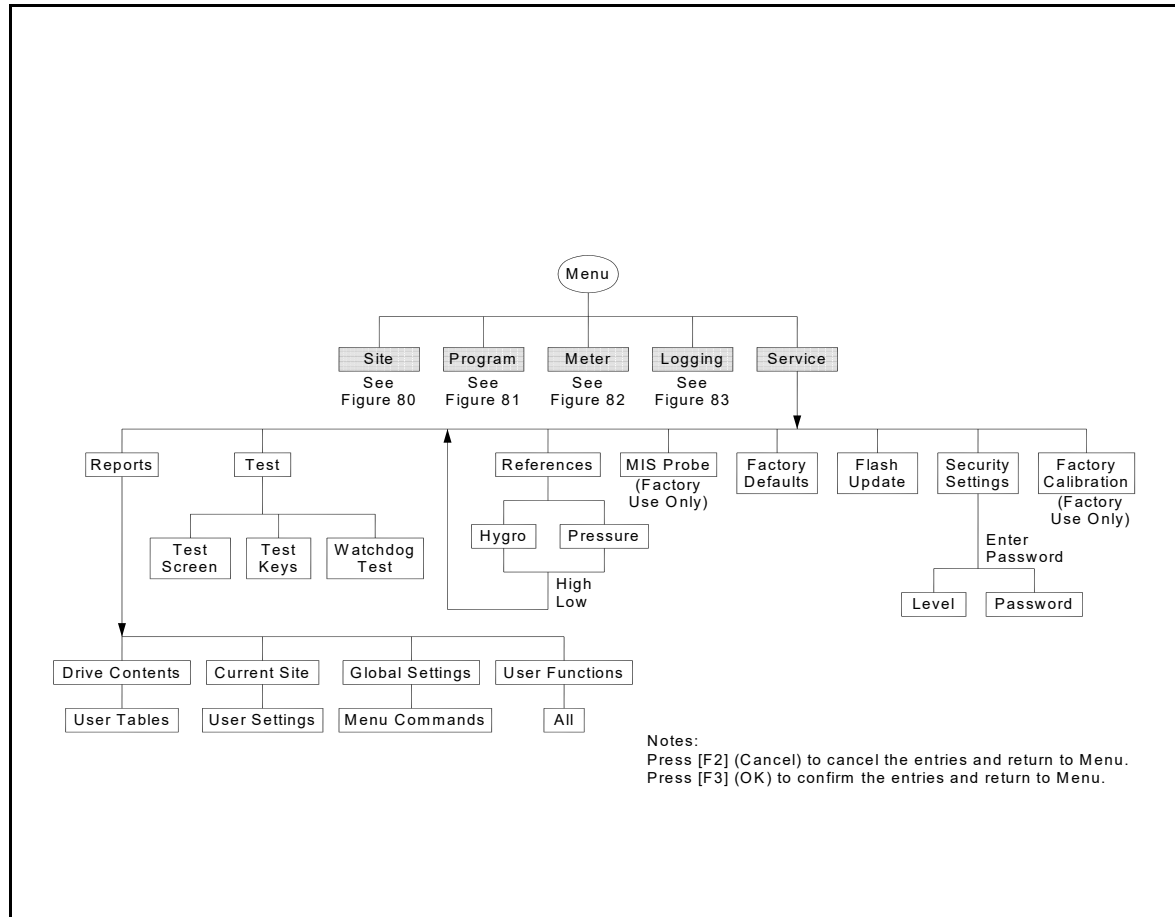 Menu
Site
See
Figure 80
Program
See
Figure 81
Meter
See
Figure 82
Logging
See
Figure 83
Service
Reports
Test
References
MIS Probe
(Factory
Use Only)
Factory
Defaults
Flash
Update
Security
Settings
Factory
Calibration
(Factory
Use Only)
Test
Screen
Test
Keys
Watchdog
Test
Hygro
Pressure
High
Low
Enter
Password
Level
Password
Drive Contents
Current Site
Global Settings
User Functions
User Tables
User Settings
Menu Commands
All
Notes:
Press [F2] (Cancel) to cancel the entries and return to Menu.
Press [F3] (OK) to confirm the entries and return to Menu.